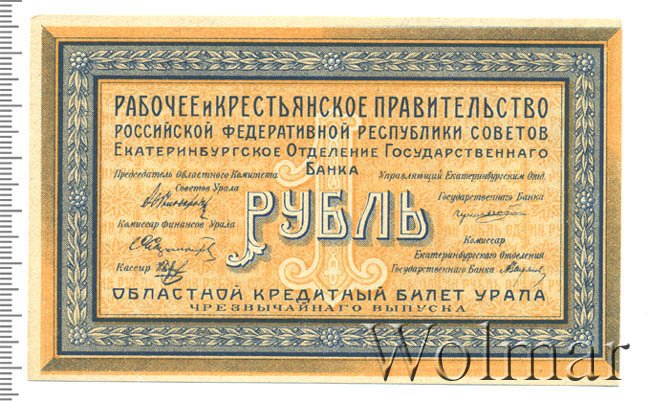 РАБОЧЕЕ и КРЕСТЬЯНСКОЕ ПРАВИТЕЛЬСТВО
РОССИЙСКОЙ ФЕДЕРАТИВНОЙ РЕСПУБЛИКИ СОВЕТОВ
ЕКАТЕРИНБУРГСКОЕ ОТДЕЛЕНИЕ ГОСУДАРСТВЕННАГО
БАНКА
Председатель Областного Комитета
Советов Урала
Управляющий Екатеринбургским Отд.
Государственнаго Банка
1
РУБЛЬ
Комиссар Финансов Урала
Кассир
Комиссар
Екатеринбургского Отделения
Государственнаго Банка
ОБЛАСТНОЙ КРЕДИТНЫЙ БИЛЕТ УРАЛА
ЧРЕЗВЫЧАЙНАГО ВЫПУСКА
Wolmar